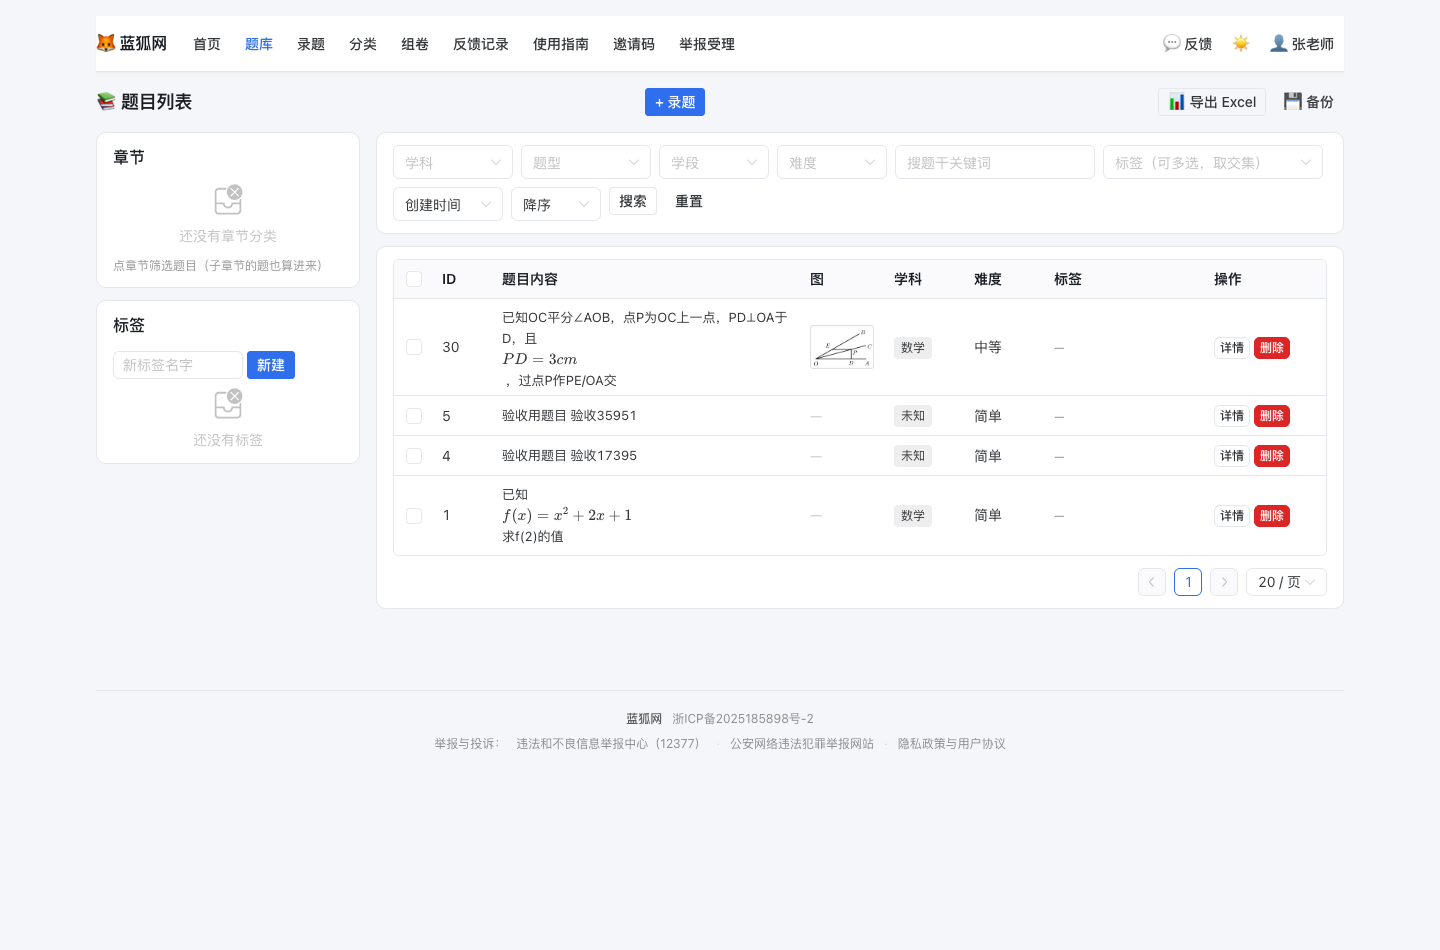 蓝狐网 首页 题库 录题 分类 组卷 反馈记录 使用指南 邀请码 举报受理 反馈 张老师
题目列表 + 录题 导出 Excel 备份
章节
还没有章节分类
点章节筛选题目（子章节的题也算进来）
标签
新标签名字 新建
还没有标签
学科 题型 学段 难度 搜题干关键词 标签（可多选，取交集）
创建时间 降序 搜索 重置
ID 题目内容 图 学科 难度 标签 操作
已知OC平分∠AOB，点P为OC上一点，PD⊥OA于
D，且
PD = 3cm
，过点P作PE/OA交
30 B E C P O D A 数学 中等 — 详情 删除
5 验收用题目 验收35951 — 未知 简单 — 详情 删除
4 验收用题目 验收17395 — 未知 简单 — 详情 删除
已知
f(x) = x² + 2x + 1
求f(2)的值
1 — 数学 简单 — 详情 删除
1 20 / 页
蓝狐网 浙ICP备2025185898号-2
举报与投诉： 违法和不良信息举报中心（12377） · 公安网络违法犯罪举报网站 · 隐私政策与用户协议